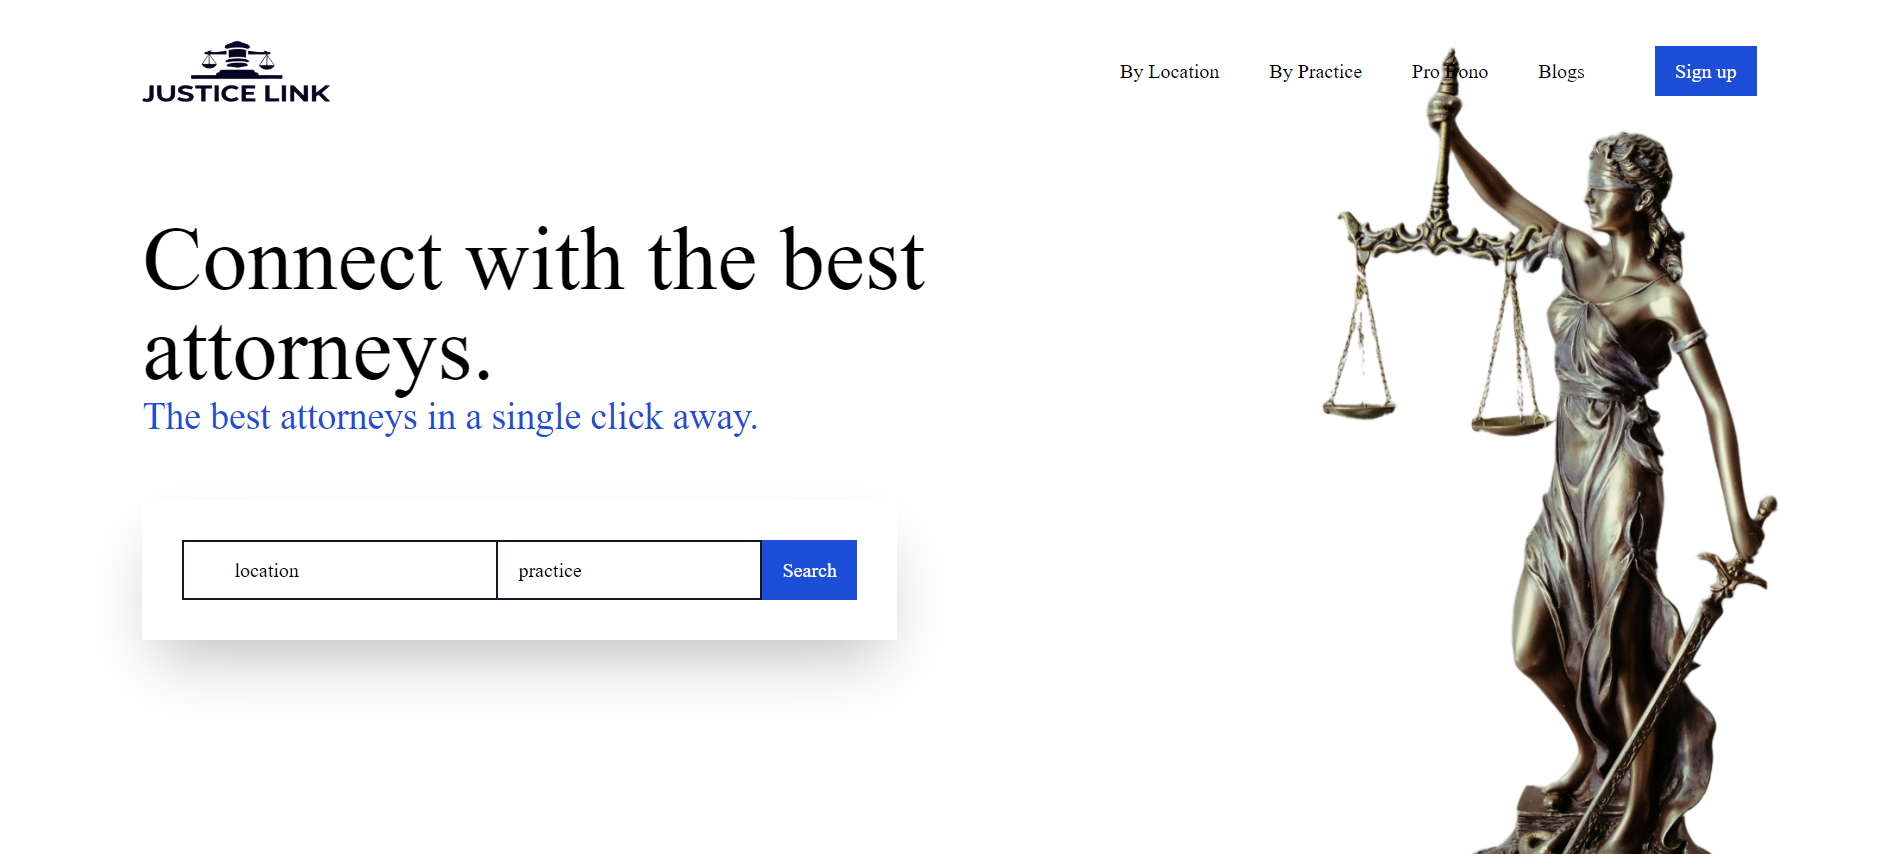 JUSTICE LINK
By Location
By Practice
Pro Bono
Blogs
Sign up
Connect with the best
attorneys.
The best attorneys in a single click away.
location
practice
Search